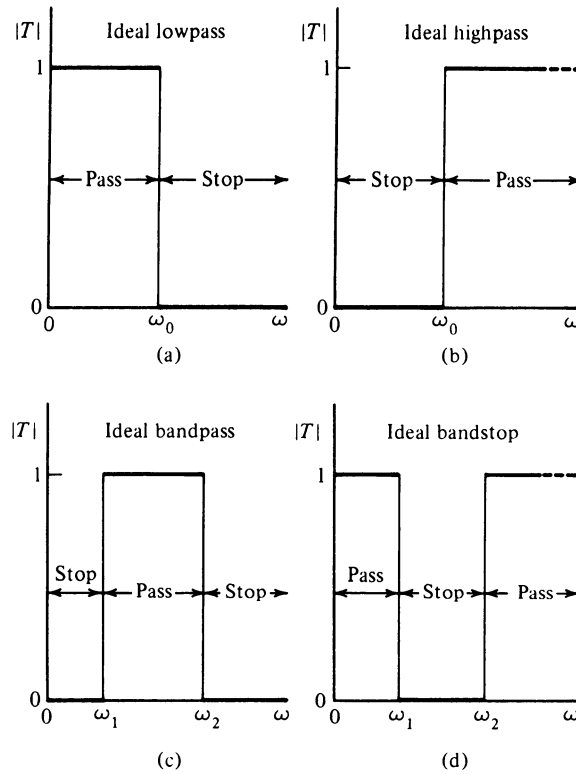 |T|
Ideal lowpass
1
Pass
Stop
0
0
ω₀
ω
(a)
|T|
Ideal highpass
1
Stop
Pass
0
0
ω₀
ω
(b)
|T|
Ideal bandpass
1
Stop
Pass
Stop
0
0
ω₁
ω₂
ω
(c)
|T|
Ideal bandstop
1
Pass
Stop
Pass
0
0
ω₁
ω₂
ω
(d)